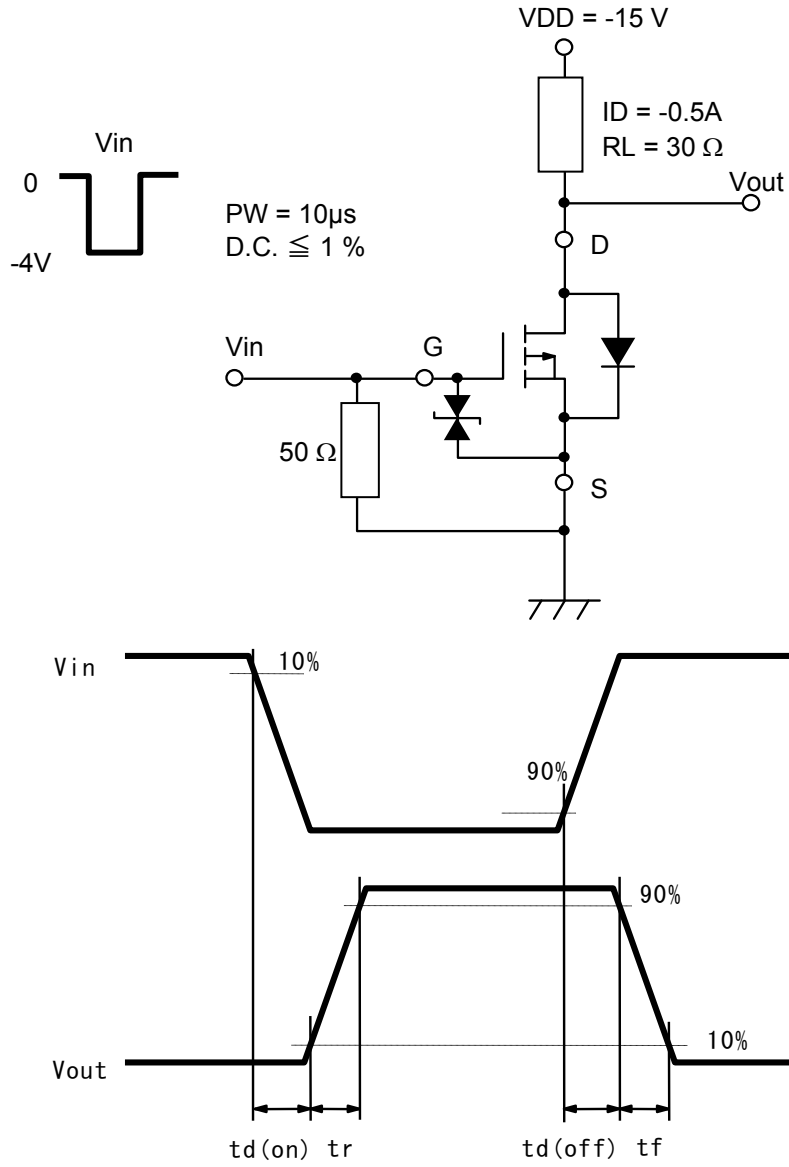 VDD = -15 V
ID = -0.5A
RL = 30 Ω
Vin
Vout
0
PW = 10µs
D.C. ≦ 1 %
-4V
D
Vin
G
50 Ω
S
Vin
10%
90%
90%
10%
Vout
td(on)
tr
td(off)
tf